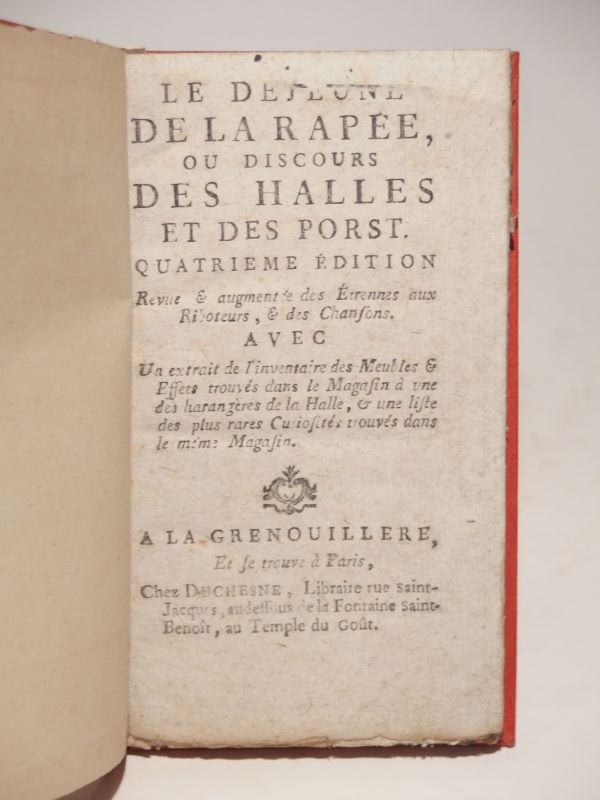 LE DEJEUNE
DE LA RAPÉE,
OU DISCOURS
DES HALLES
ET DES PORST.
QUATRIEME ÉDITION
Revue & augmentée des Étrennes aux
Riboteurs, & des Chanſons.
AVEC
Un extrait de l'inventaire des Meubles &
Effets trouvés dans le Magaſin à une
des harangères de la Halle, & une liſte
des plus rares Curioſités trouvés dans
le même Magaſin.
A LA GRENOUILLERE,
Et ſe trouve à Paris,
Chez DUCHESNE, Libraire rue Saint-
Jacques, au deſſous de la Fontaine Saint-
Benoît, au Temple du Goût.